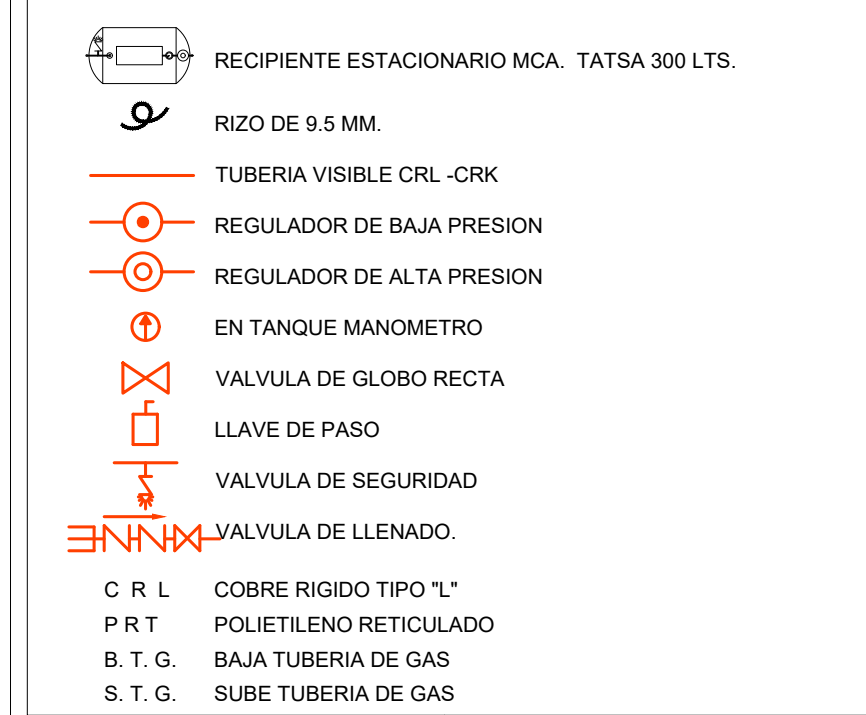 RECIPIENTE ESTACIONARIO MCA. TATSA 300 LTS.
RIZO DE 9.5 MM.
TUBERIA VISIBLE CRL -CRK
REGULADOR DE BAJA PRESION
REGULADOR DE ALTA PRESION
EN TANQUE MANOMETRO
VALVULA DE GLOBO RECTA
LLAVE DE PASO
VALVULA DE SEGURIDAD
VALVULA DE LLENADO.
C R L COBRE RIGIDO TIPO "L"
P R T POLIETILENO RETICULADO
B. T. G. BAJA TUBERIA DE GAS
S. T. G. SUBE TUBERIA DE GAS